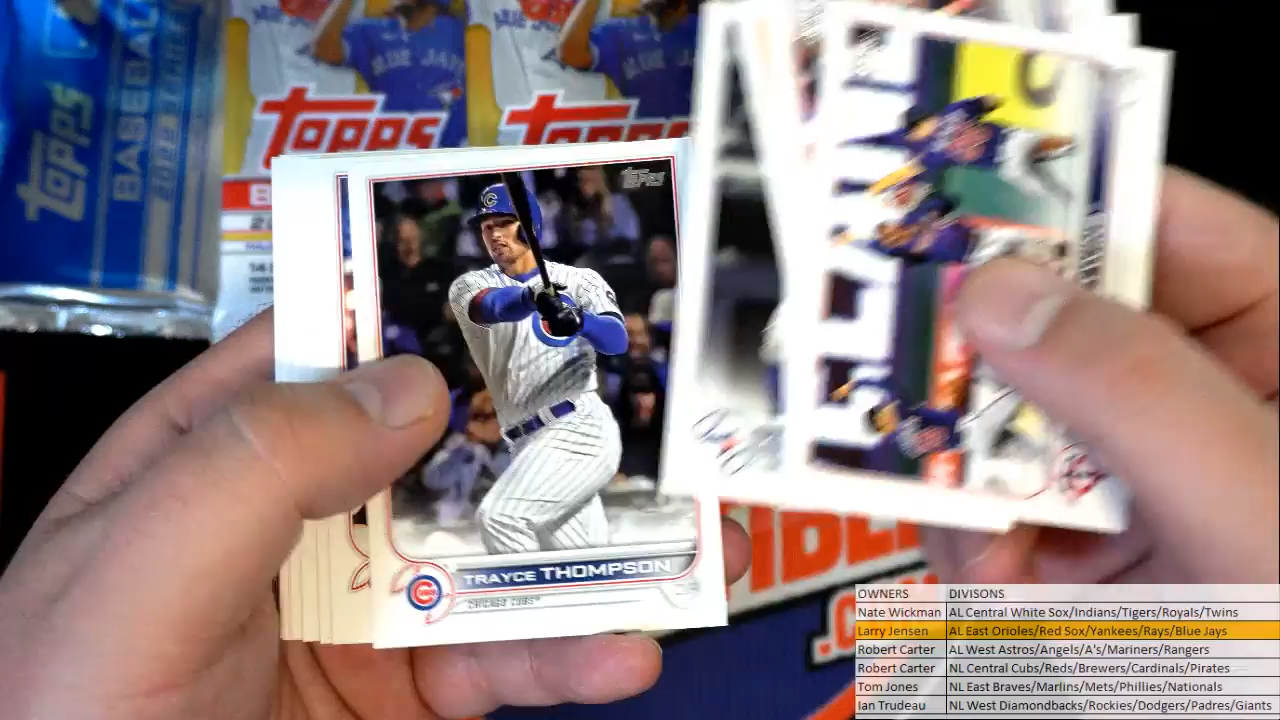 Topps
BASEBALL
BLUE JAYS
BLUE JAYS
TOPPS
TOPPS
TOPPS
TRAYCE THOMPSON
CHICAGO CUBS
OWNERS DIVISONS
Nate Wickman AL Central White Sox/Indians/Tigers/Royals/Twins
Larry Jensen AL East Orioles/Red Sox/Yankees/Rays/Blue Jays
Robert Carter AL West Astros/Angels/A's/Mariners/Rangers
Robert Carter NL Central Cubs/Reds/Brewers/Cardinals/Pirates
Tom Jones NL East Braves/Marlins/Mets/Phillies/Nationals
Ian Trudeau NL West Diamondbacks/Rockies/Dodgers/Padres/Giants